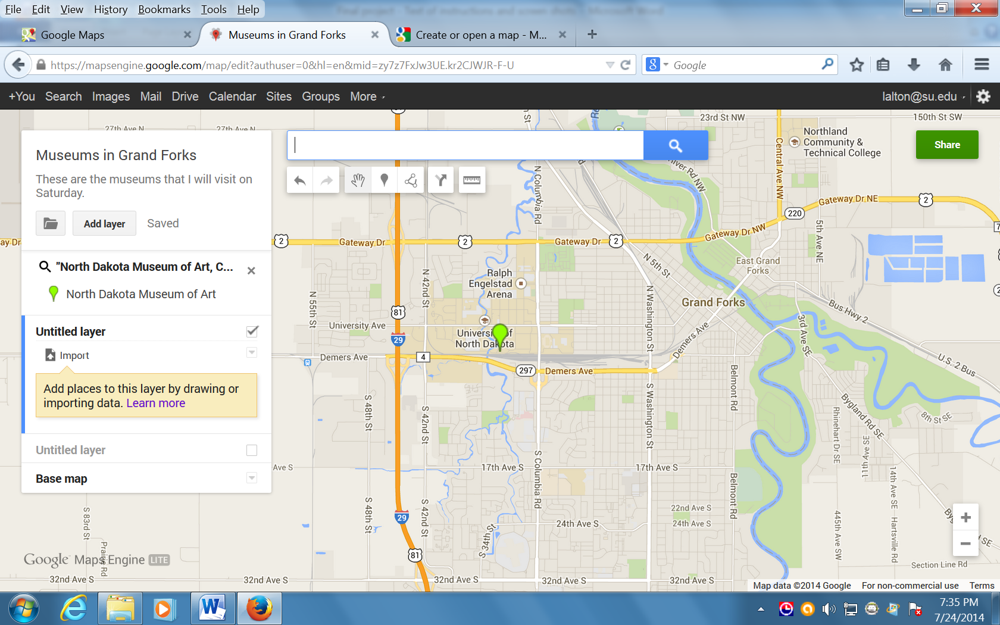 File Edit View History Bookmarks Tools Help
Google Maps
Museums in Grand Forks
Create or open a map - M...
https://mapsengine.google.com/map/edit?authuser=0&hl=en&mid=zy7z7FxJw3UE.kr2CJWJR-F-U
Google
+You Search Images Mail Drive Calendar Sites Groups More
lalton@su.edu
Museums in Grand Forks
These are the museums that I will visit on
Saturday.
Add layer
Saved
"North Dakota Museum of Art, C...
North Dakota Museum of Art
Untitled layer
Import
Add places to this layer by drawing or
importing data. Learn more
Untitled layer
Base map
Share
27th Ave N
27th Ave N
23rd St NW
150th St SW
Northland
Community &
Technical College
Central Ave NW
N Columbia Rd
River Rd NW
Gateway Dr NE
2
220
5th Ave NE
Gateway Dr NW
ay Dr
2
Gateway Dr
2
Gateway Dr
2
N 5th St
East Grand
Forks
Ralph
Engelstad
Arena
N 42nd St
N 55th St
N Washington St
Grand Forks
Bus Hwy 2
81
University Ave
University of
North Dakota
29
3rd Ave SE
Demers Ave
Demers Ave
4
297
Demers Ave
U.S. 2 Bus
Belmont Rd
S 48th St
S 42nd St
S Washington St
Bygland Rd SE
Rhinehart Dr SE
8th St SE
11th Ave SE
Ave S
17th Ave S
17th Ave S
S Columbia Rd
Belmont Rd
14th Ave SE
S 48th St
S 42nd St
29
22nd Ave S
24th Ave S
24th Ave S
S 83rd St
Prairie Rd
S 34th St
445th Ave SW
Hartsville Rd
81
Section Line Rd
Google Maps Engine LITE
32nd Ave S
32nd Ave S
32nd Ave S
32nd Ave S
32nd Ave S
Map data ©2014 Google For non-commercial use Terms
7:35 PM
7/24/2014